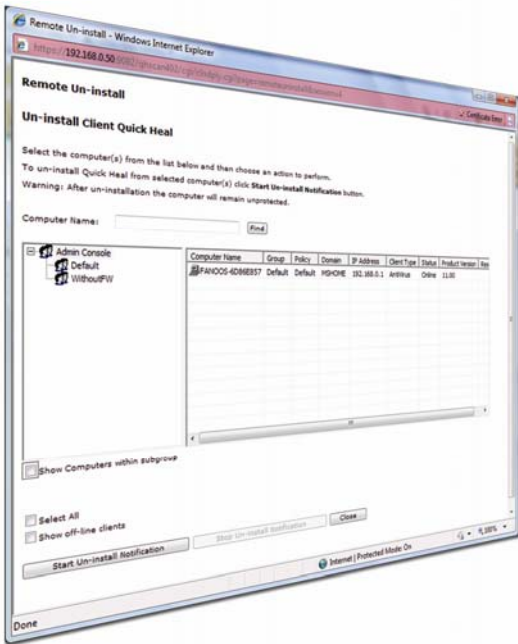 Remote Un-install - Windows Internet Explorer
https://192.168.0.50
Certificate Error
Remote Un-install
Un-install Client Quick Heal
Select the computer(s) from the list below and then choose an action to perform.
To un-install Quick Heal from selected computer(s) click Start Un-install Notification button.
Warning: After un-installation the computer will remain unprotected.
Computer Name: Find
Admin Console
Default
WithoutFW
Computer Name Group Policy Domain IP Address Client Type Status Product Version
FANOOS-6D86E857 Default Default MSHOME 192.168.0.1 AntiVirus Online 11.00
Show Computers within subgroup
Select All
Show off-line clients
Start Un-install Notification Stop Un-install Notification Close
Done Internet | Protected Mode: On 100%